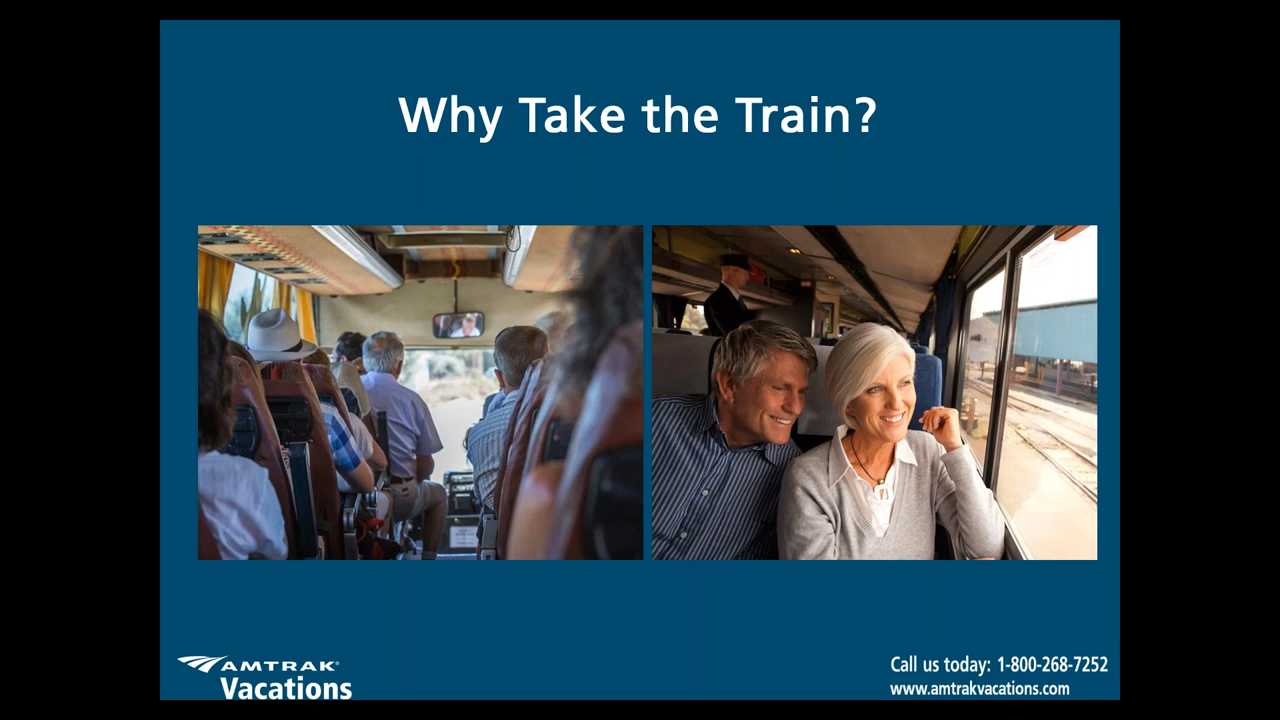 Why Take the Train?
AMTRAK®
Vacations
Call us today: 1-800-268-7252
www.amtrakvacations.com